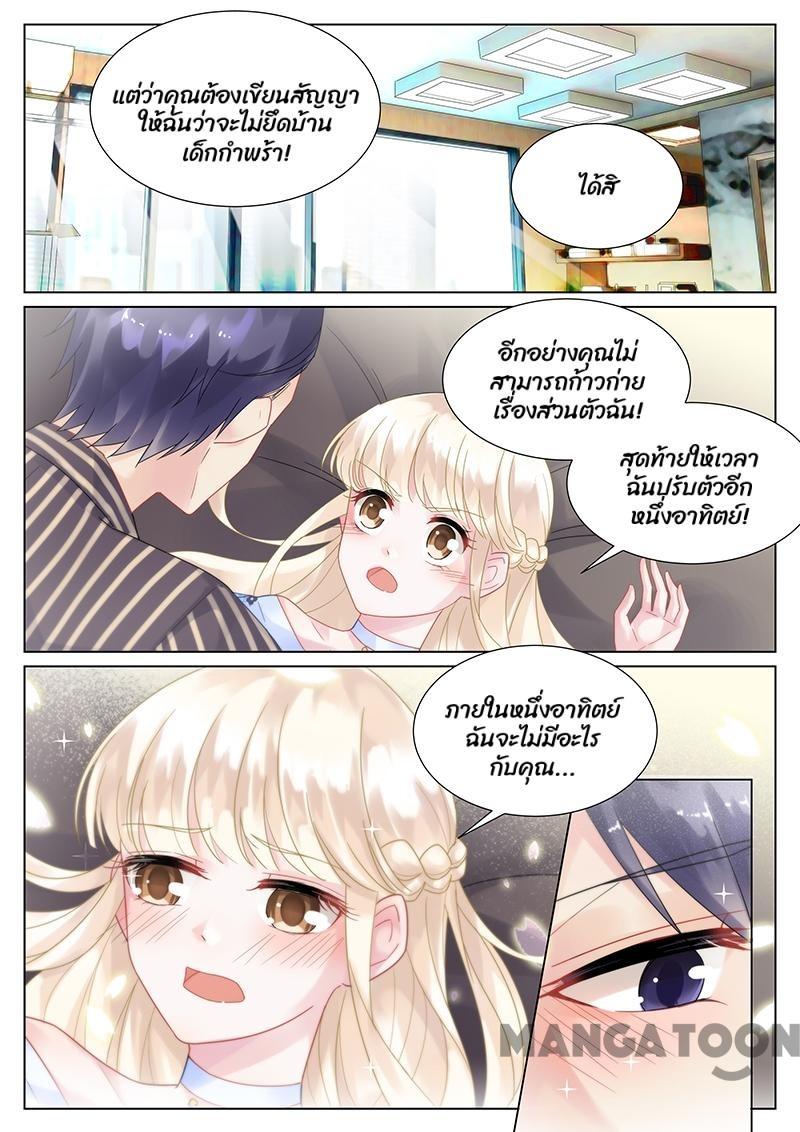 แต่ว่าคุณต้องเขียนสัญญา
ให้ฉันว่าจะไม่ยึดบ้าน
เด็กกำพร้า!
ได้สิ
อีกอย่างคุณไม่
สามารถก้าวก่าย
เรื่องส่วนตัวฉัน!
สุดท้ายให้เวลา
ฉันปรับตัวอีก
หนึ่งอาทิตย์!
ภายในหนึ่งอาทิตย์
ฉันจะไม่มีอะไร
กับคุณ...
MANGATOON